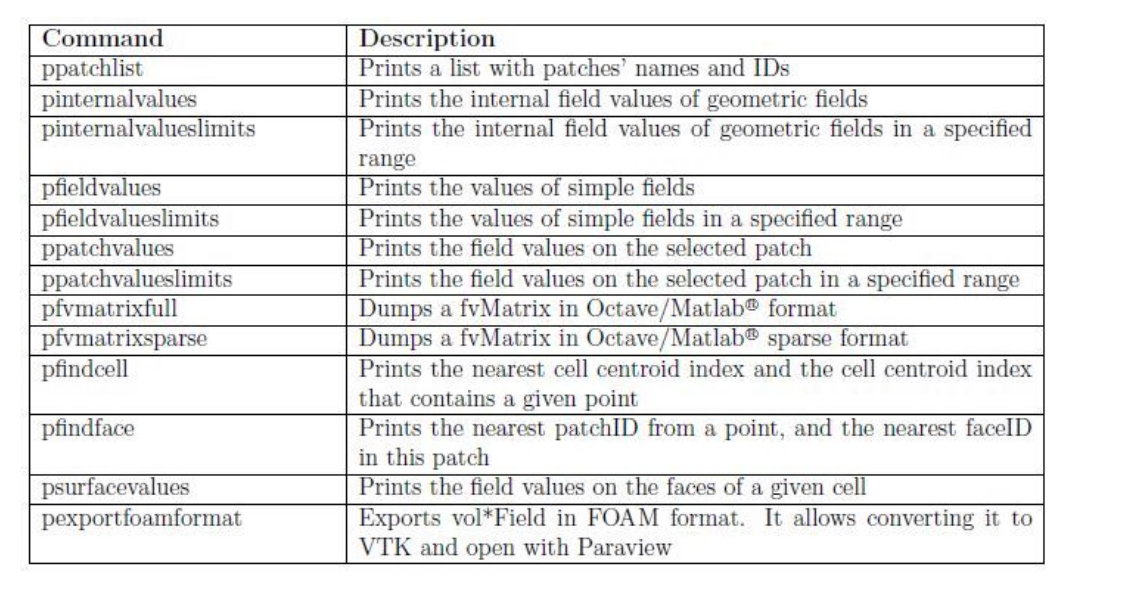 Command Description
ppatchlist Prints a list with patches' names and IDs
pinternalvalues Prints the internal field values of geometric fields
pinternalvalueslimits Prints the internal field values of geometric fields in a specified
range
pfieldvalues Prints the values of simple fields
pfieldvalueslimits Prints the values of simple fields in a specified range
ppatchvalues Prints the field values on the selected patch
ppatchvalueslimits Prints the field values on the selected patch in a specified range
pfvmatrixfull Dumps a fvMatrix in Octave/Matlab® format
pfvmatrixsparse Dumps a fvMatrix in Octave/Matlab® sparse format
pfindcell Prints the nearest cell centroid index and the cell centroid index
that contains a given point
pfindface Prints the nearest patchID from a point, and the nearest faceID
in this patch
psurfacevalues Prints the field values on the faces of a given cell
pexportfoamformat Exports vol*Field in FOAM format. It allows converting it to
VTK and open with Paraview